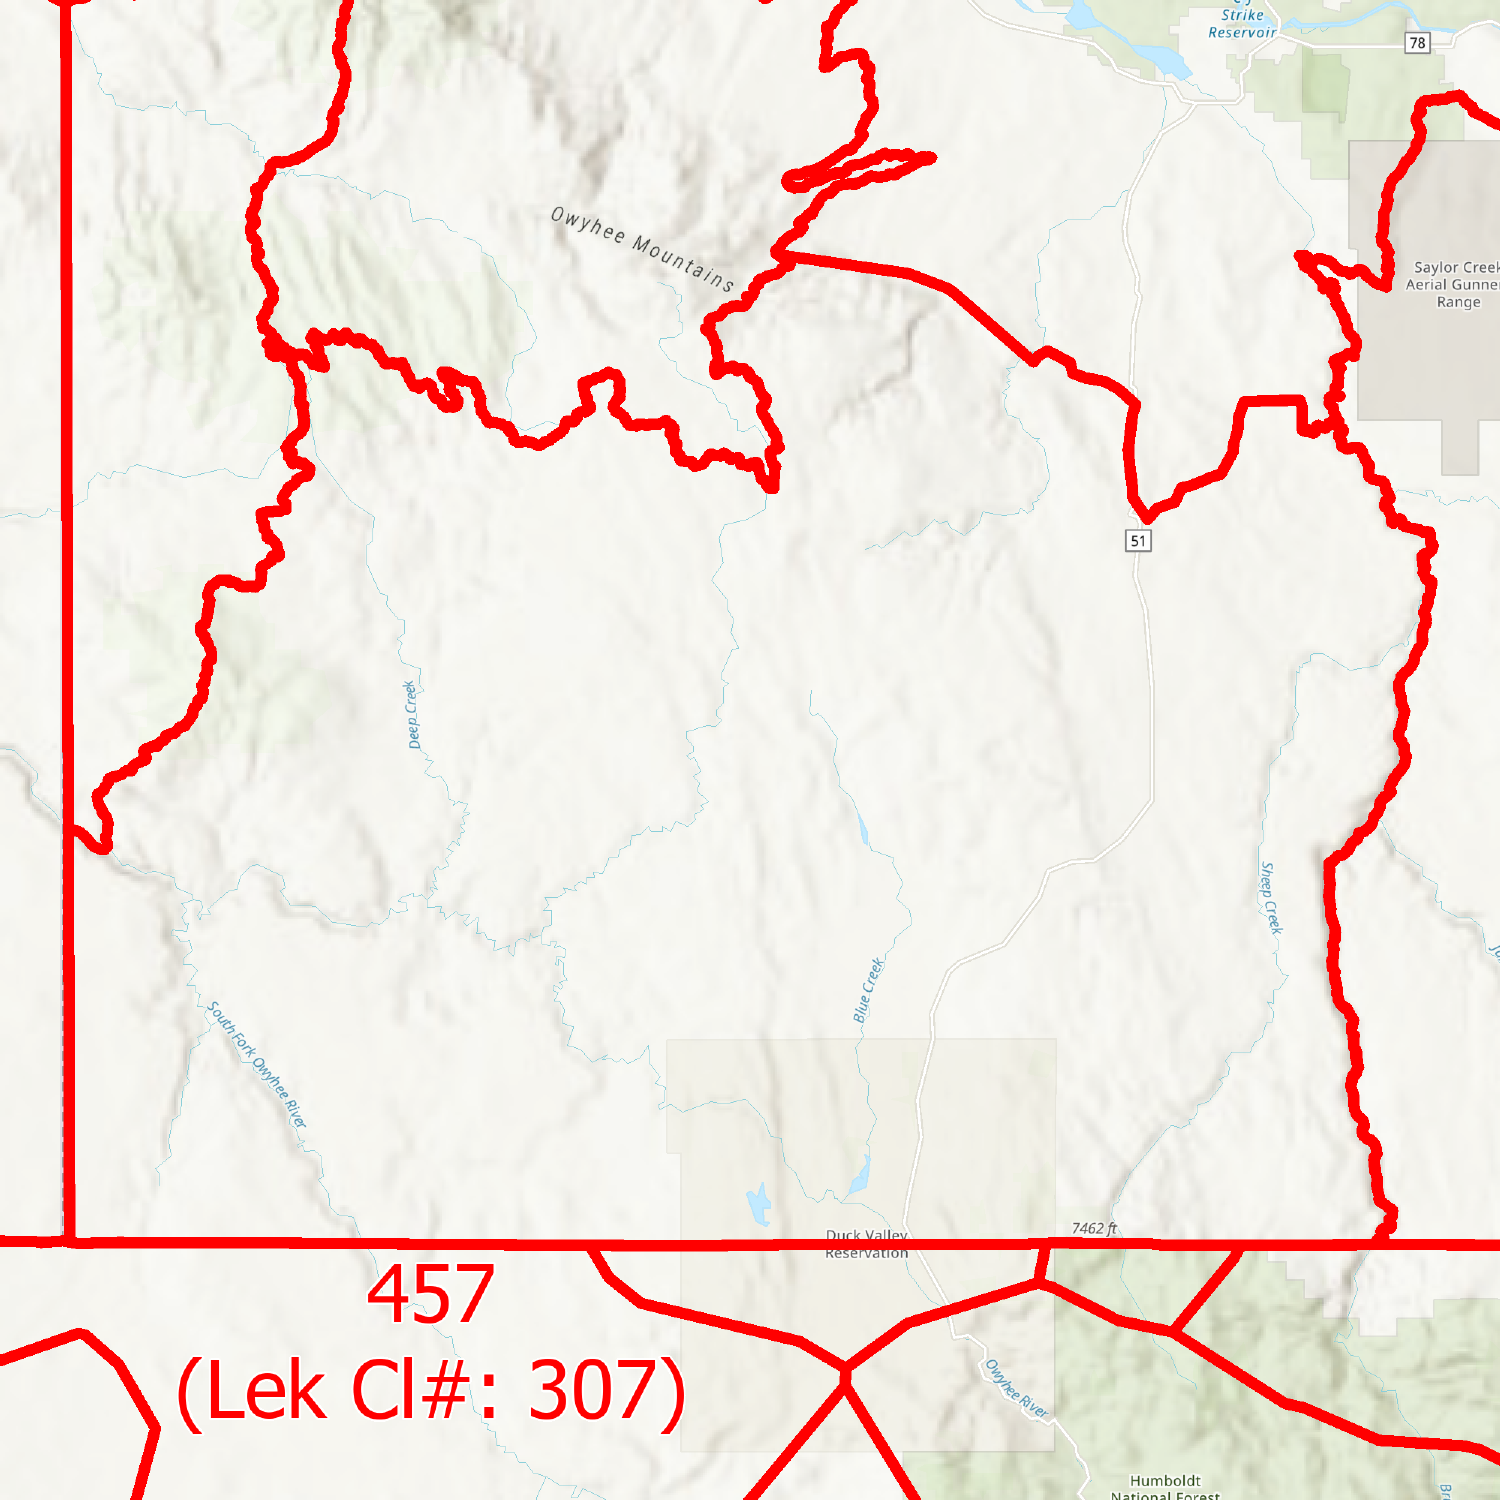 Strike
Reservoir
78
Owyhee Mountains
Saylor Creek
Aerial
Range
51
Deep Creek
Sheep Creek
Blue Creek
South Fork Owyhee River
7462 ft
Duck Valley
Reservation
457
(Lek Cl#: 307)
Owyhee River
Humboldt
National Forest